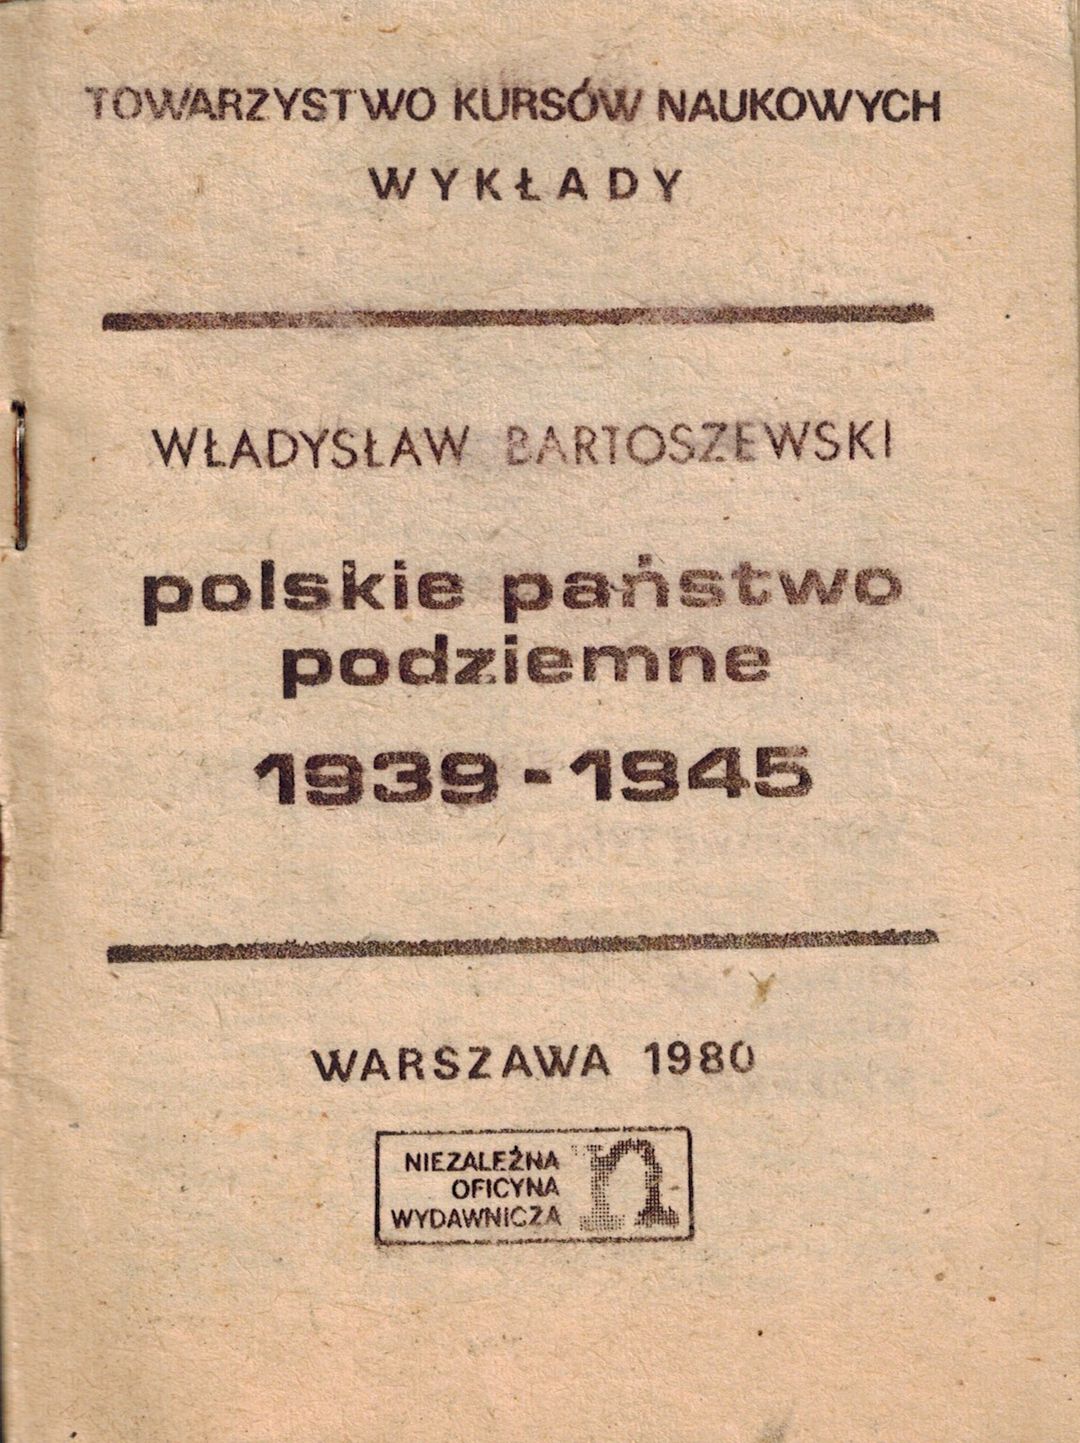 TOWARZYSTWO KURSÓW NAUKOWYCH
WYKŁADY
WŁADYSŁAW BARTOSZEWSKI
polskie państwo
podziemne
1939-1945
WARSZAWA 1980
NIEZALEŻNA
OFICYNA
WYDAWNICZA
n